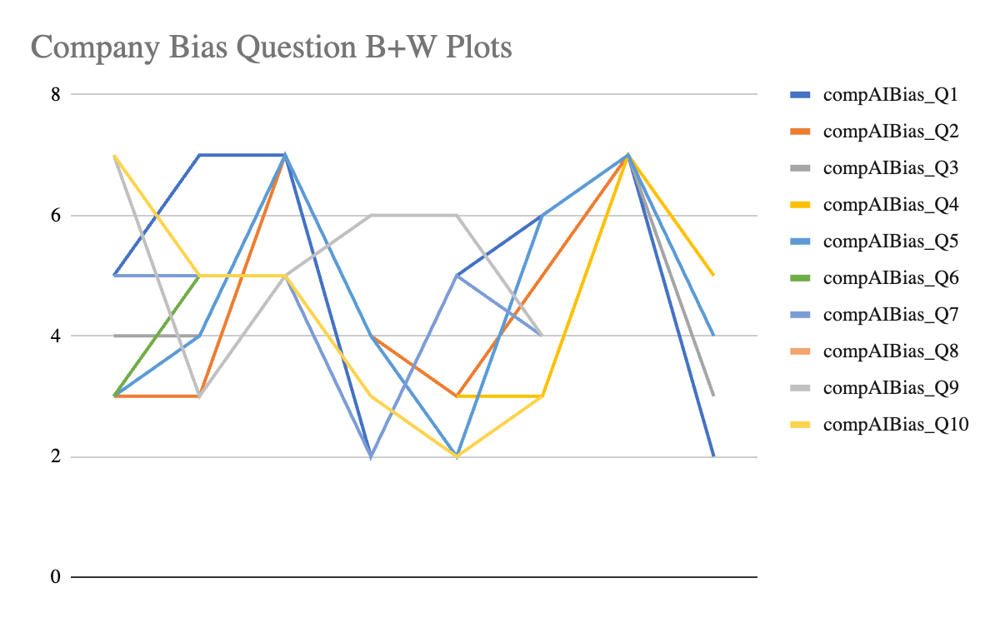 Company Bias Question B+W Plots
8
6
4
2
0
compAIBias_Q1
compAIBias_Q2
compAIBias_Q3
compAIBias_Q4
compAIBias_Q5
compAIBias_Q6
compAIBias_Q7
compAIBias_Q8
compAIBias_Q9
compAIBias_Q10